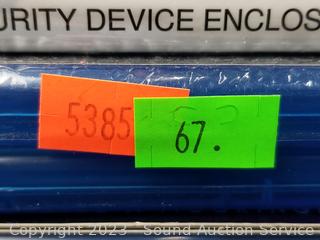 URITY DEVICE ENCLOS
5385
67.
Copyright 2023 - Sound Auction Service